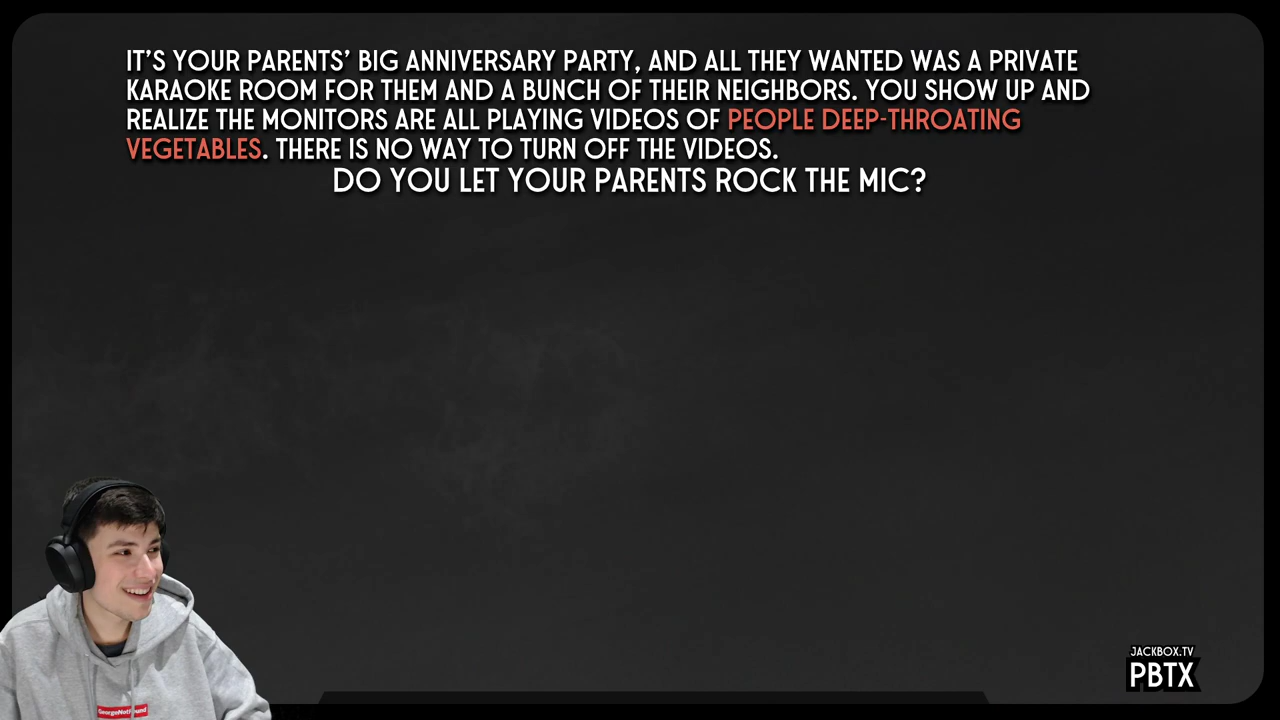 IT'S YOUR PARENTS' BIG ANNIVERSARY PARTY, AND ALL THEY WANTED WAS A PRIVATE
KARAOKE ROOM FOR THEM AND A BUNCH OF THEIR NEIGHBORS. YOU SHOW UP AND
REALIZE THE MONITORS ARE ALL PLAYING VIDEOS OF PEOPLE DEEP-THROATING
VEGETABLES. THERE IS NO WAY TO TURN OFF THE VIDEOS.
DO YOU LET YOUR PARENTS ROCK THE MIC?
JACKBOX.TV
PBTX
GeorgeNotFound